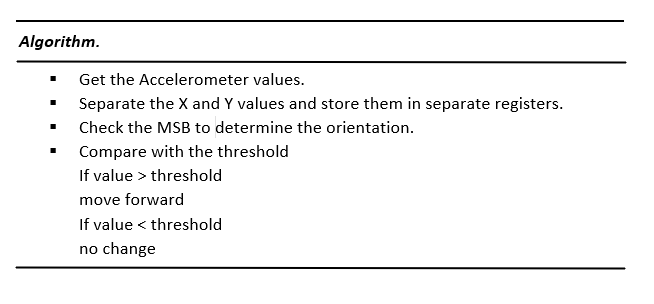 Algorithm.
▪ Get the Accelerometer values.
▪ Separate the X and Y values and store them in separate registers.
▪ Check the MSB to determine the orientation.
▪ Compare with the threshold
If value > threshold
move forward
If value < threshold
no change